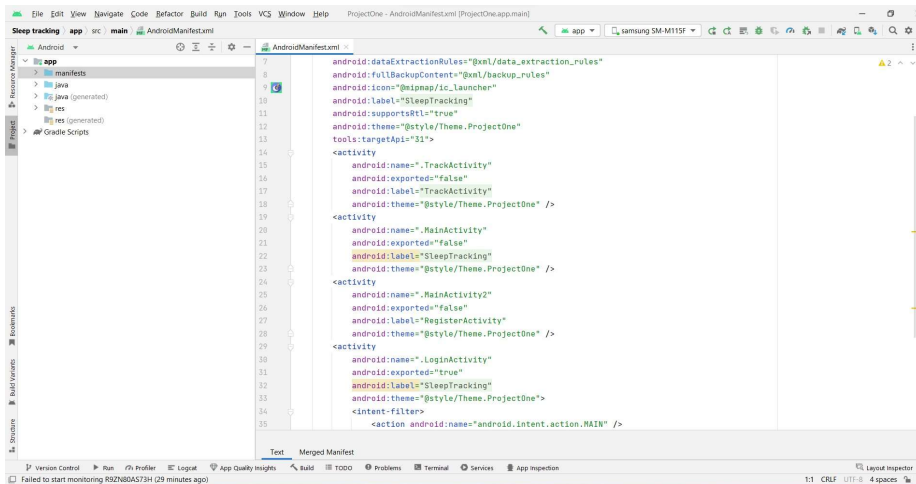 File Edit View Navigate Code Refactor Build Run Tools VCS Window Help ProjectOne - AndroidManifest.xml [ProjectOne.app.main]
Sleep tracking app src main AndroidManifest.xml
app samsung SM-M115F
Android
AndroidManifest.xml
Resource Manager
Project
Bookmarks
Build Variants
Structure
app
manifests
java
java (generated)
res
res (generated)
Gradle Scripts
2
7 android:dataExtractionRules="@xml/data_extraction_rules"
8 android:fullBackupContent="@xml/backup_rules"
9 android:icon="@mipmap/ic_launcher"
10 android:label="SleepTracking"
11 android:supportsRtl="true"
12 android:theme="@style/Theme.ProjectOne"
13 tools:targetApi="31">
14 <activity
15 android:name=".TrackActivity"
16 android:exported="false"
17 android:label="TrackActivity"
18 android:theme="@style/Theme.ProjectOne" />
19 <activity
20 android:name=".MainActivity"
21 android:exported="false"
22 android:label="SleepTracking"
23 android:theme="@style/Theme.ProjectOne" />
24 <activity
25 android:name=".MainActivity2"
26 android:exported="false"
27 android:label="RegisterActivity"
28 android:theme="@style/Theme.ProjectOne" />
29 <activity
30 android:name=".LoginActivity"
31 android:exported="true"
32 android:label="SleepTracking"
33 android:theme="@style/Theme.ProjectOne">
34 <intent-filter>
35 <action android:name="android.intent.action.MAIN" />
Text Merged Manifest
Version Control Run Profiler Logcat App Quality Insights Build TODO Problems Terminal Services App Inspection Layout Inspector
Failed to start monitoring R9ZN80AS73H (29 minutes ago) 1:1 CRLF UTF-8 4 spaces